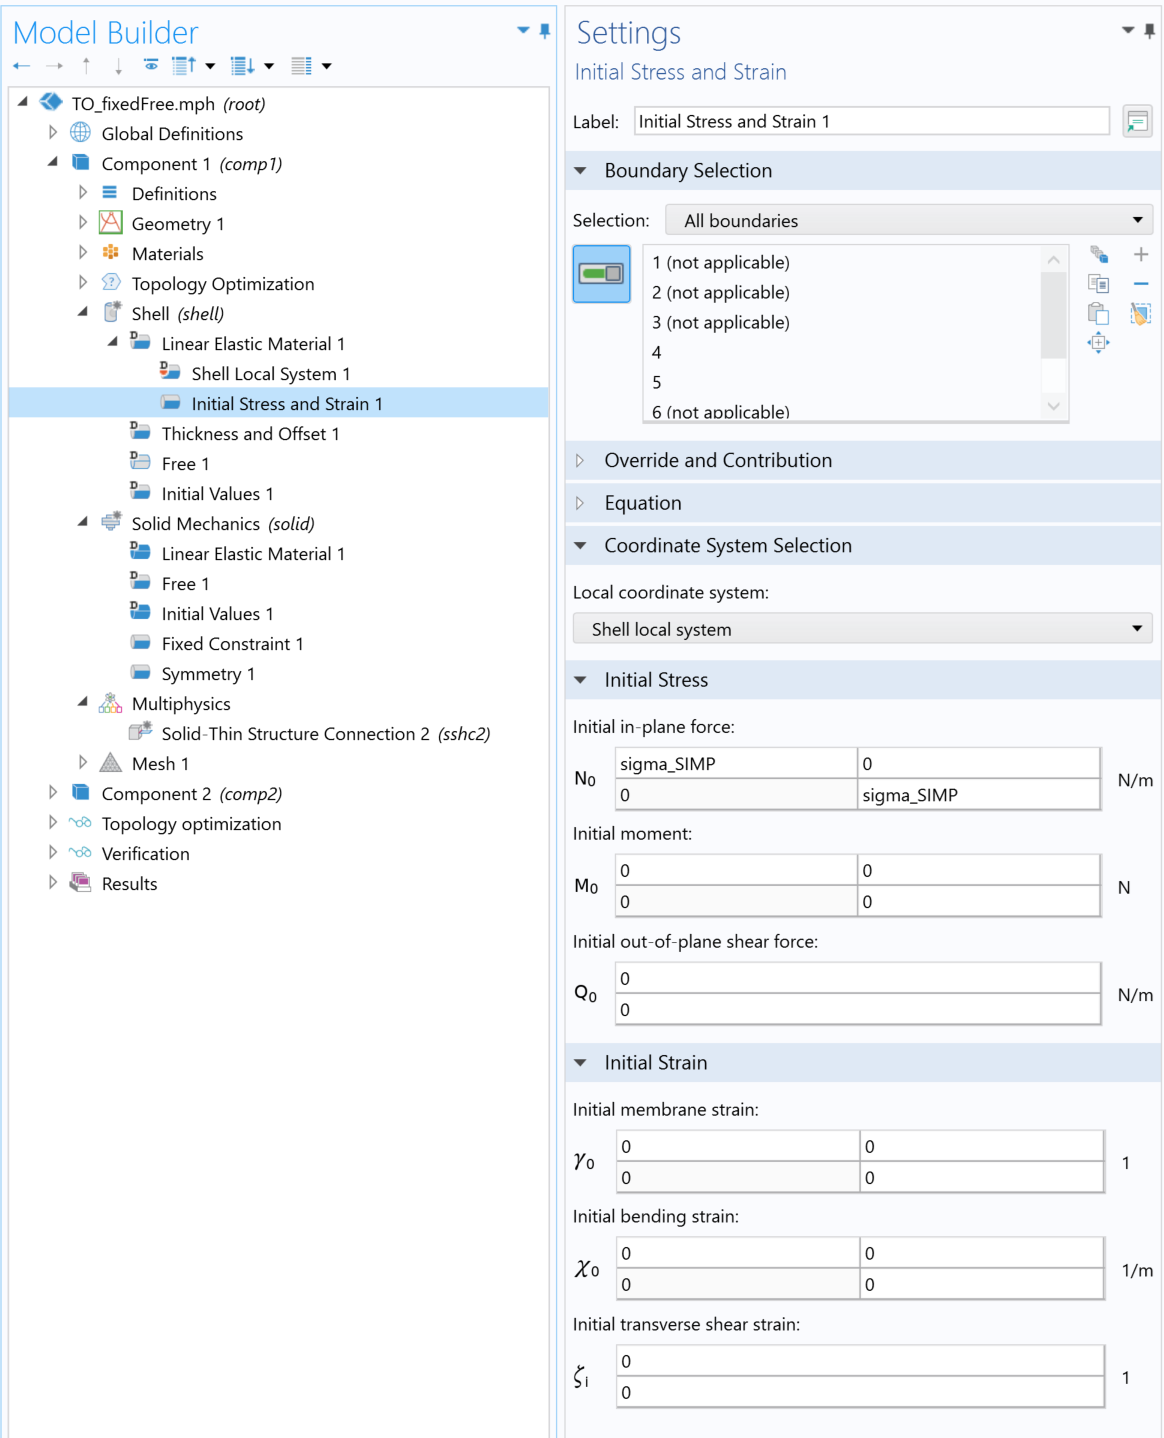 Model Builder
TO_fixedFree.mph (root)
Global Definitions
Component 1 (comp1)
Definitions
Geometry 1
Materials
Topology Optimization
Shell (shell)
D Linear Elastic Material 1
D Shell Local System 1
Initial Stress and Strain 1
D Thickness and Offset 1
D Free 1
D Initial Values 1
Solid Mechanics (solid)
D Linear Elastic Material 1
D Free 1
D Initial Values 1
Fixed Constraint 1
Symmetry 1
Multiphysics
Solid-Thin Structure Connection 2 (sshc2)
Mesh 1
Component 2 (comp2)
Topology optimization
Verification
Results
Settings
Initial Stress and Strain
Label: Initial Stress and Strain 1
Boundary Selection
Selection: All boundaries
1 (not applicable)
2 (not applicable)
3 (not applicable)
4
5
6 (not applicable)
Override and Contribution
Equation
Coordinate System Selection
Local coordinate system:
Shell local system
Initial Stress
Initial in-plane force:
N₀ sigma_SIMP 0 N/m
0 sigma_SIMP
Initial moment:
M₀ 0 0 N
0 0
Initial out-of-plane shear force:
Q₀ 0 N/m
0
Initial Strain
Initial membrane strain:
γ₀ 0 0 1
0 0
Initial bending strain:
χ₀ 0 0 1/m
0 0
Initial transverse shear strain:
ζᵢ 0 1
0